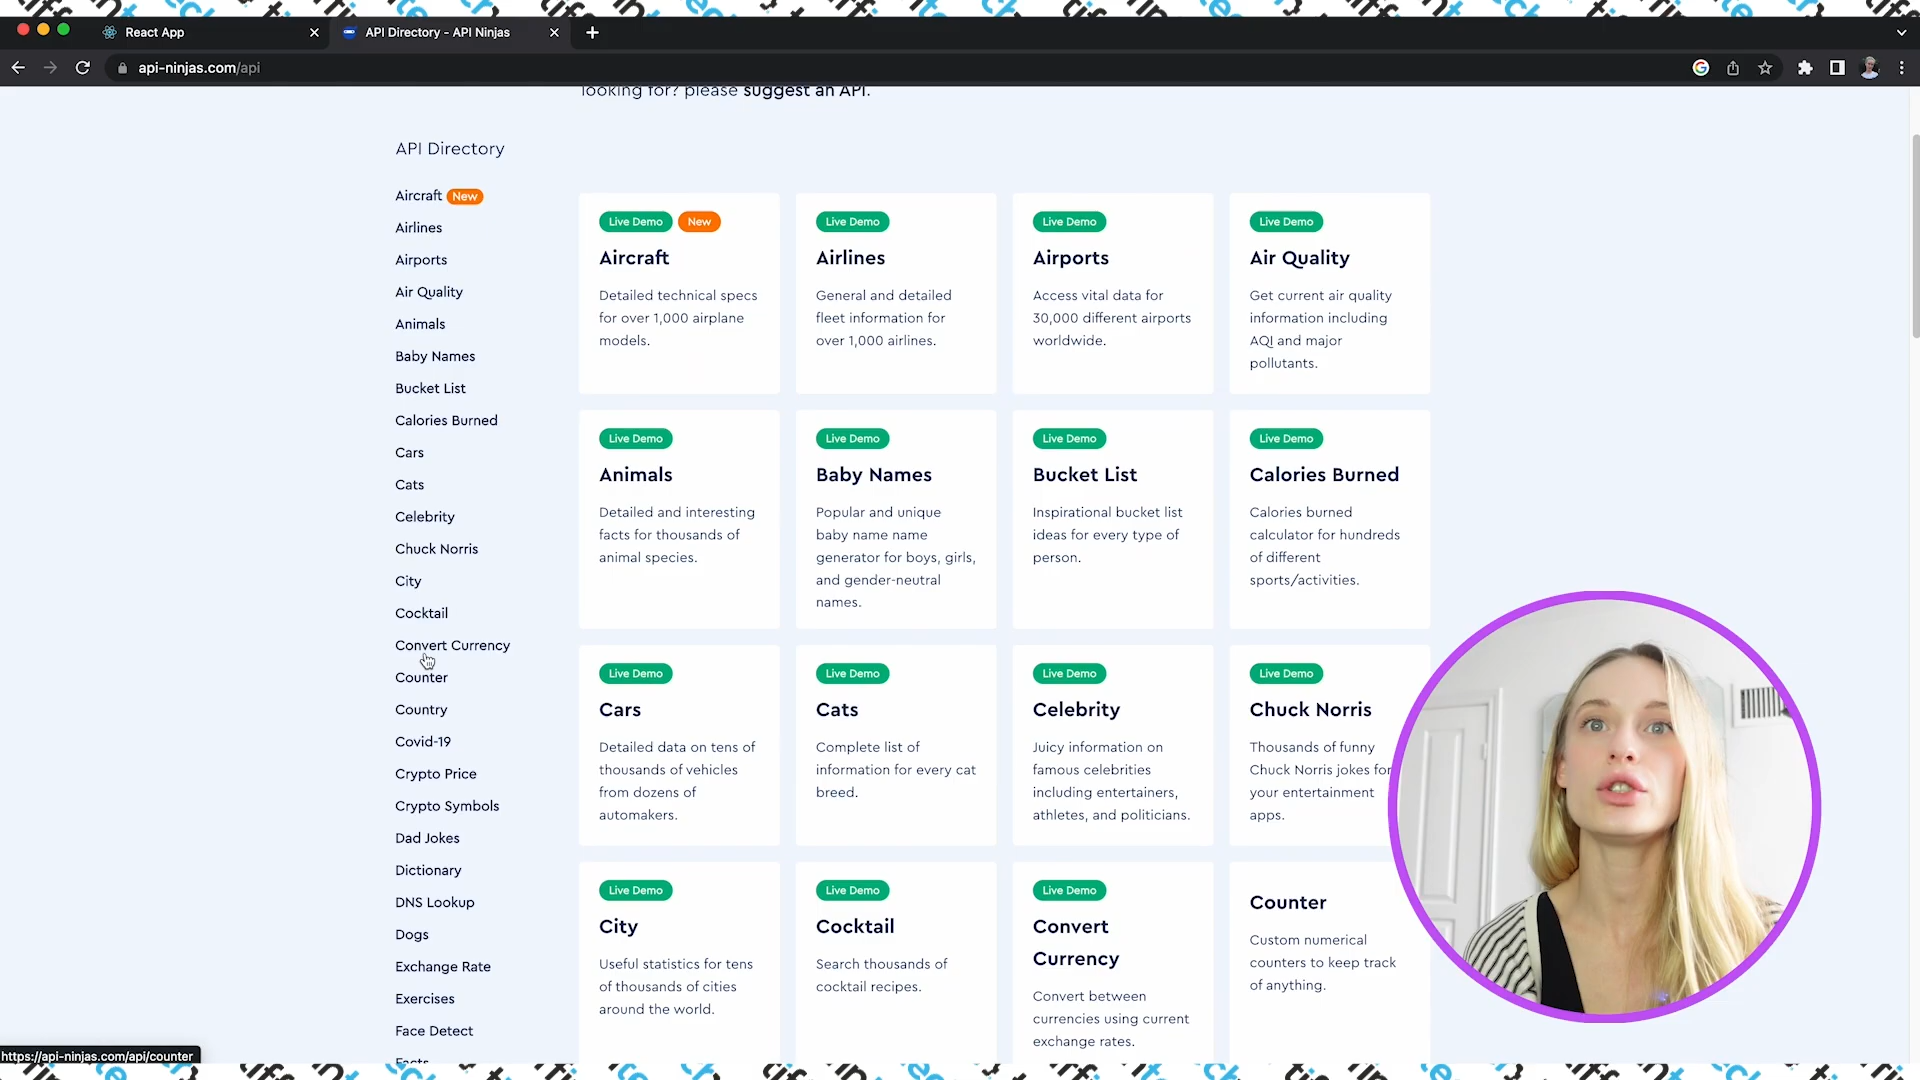 React App
API Directory - API Ninjas
api-ninjas.com/api
looking for? please suggest an API.
API Directory
Aircraft New
Airlines
Airports
Air Quality
Animals
Baby Names
Bucket List
Calories Burned
Cars
Cats
Celebrity
Chuck Norris
City
Cocktail
Convert Currency
Counter
Country
Covid-19
Crypto Price
Crypto Symbols
Dad Jokes
Dictionary
DNS Lookup
Dogs
Exchange Rate
Exercises
Face Detect
Facts
Live Demo New
Aircraft
Detailed technical specs
for over 1,000 airplane
models.
Live Demo
Airlines
General and detailed
fleet information for
over 1,000 airlines.
Live Demo
Airports
Access vital data for
30,000 different airports
worldwide.
Live Demo
Air Quality
Get current air quality
information including
AQI and major
pollutants.
Live Demo
Animals
Detailed and interesting
facts for thousands of
animal species.
Live Demo
Baby Names
Popular and unique
baby name name
generator for boys, girls,
and gender-neutral
names.
Live Demo
Bucket List
Inspirational bucket list
ideas for every type of
person.
Live Demo
Calories Burned
Calories burned
calculator for hundreds
of different
sports/activities.
Live Demo
Cars
Detailed data on tens of
thousands of vehicles
from dozens of
automakers.
Live Demo
Cats
Complete list of
information for every cat
breed.
Live Demo
Celebrity
Juicy information on
famous celebrities
including entertainers,
athletes, and politicians.
Live Demo
Chuck Norris
Thousands of funny
Chuck Norris jokes for
your entertainment
apps.
Live Demo
City
Useful statistics for tens
of thousands of cities
around the world.
Live Demo
Cocktail
Search thousands of
cocktail recipes.
Live Demo
Convert
Currency
Convert between
currencies using current
exchange rates.
Counter
Custom numerical
counters to keep track
of anything.
https://api-ninjas.com/api/counter